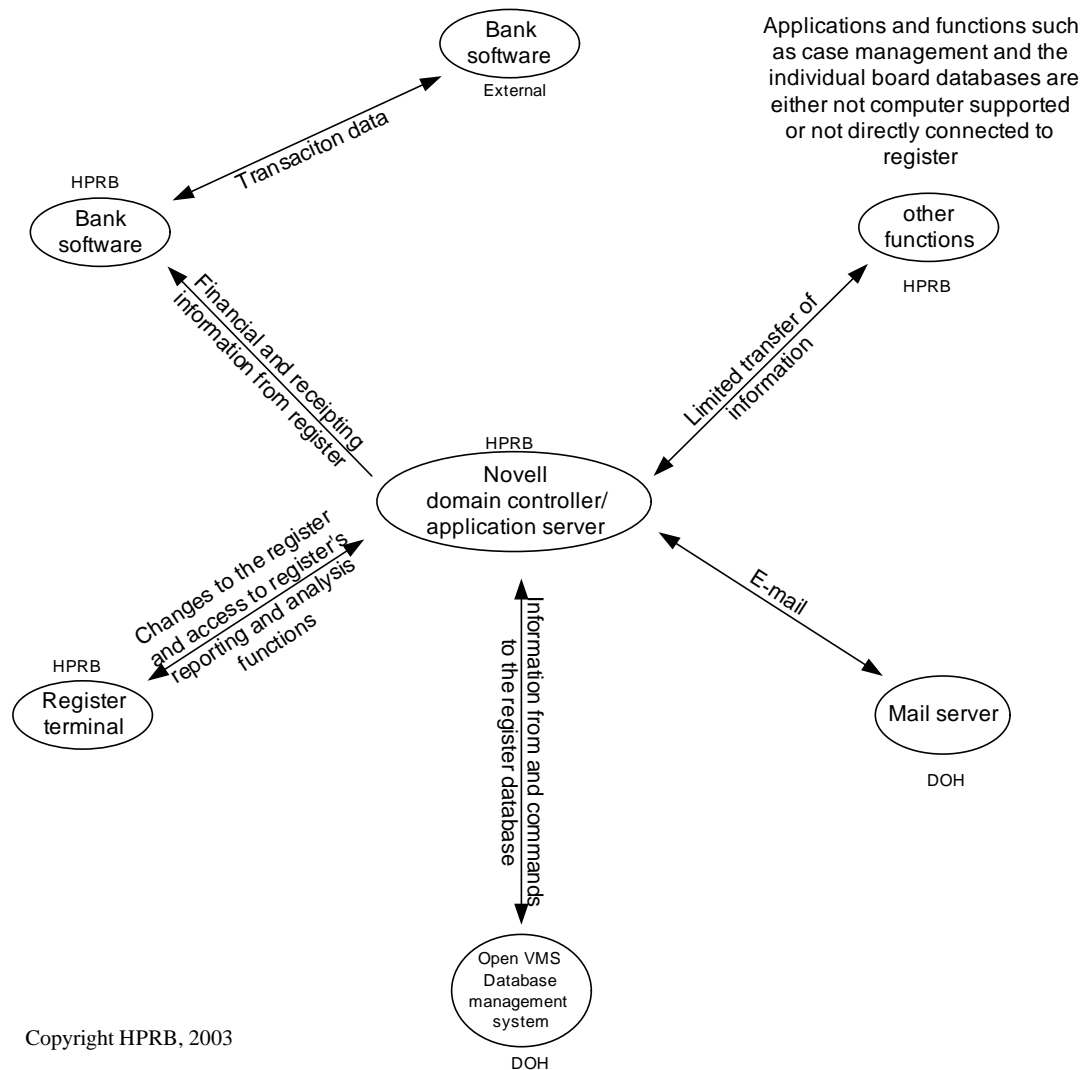 Bank
software
External
Applications and functions such
as case management and the
individual board databases are
either not computer supported
or not directly connected to
register
Transaciton data
HPRB
Bank
software
other
functions
HPRB
Financial and receipting
information from register
Limited transfer of
information
HPRB
Novell
domain controller/
application server
Changes to the register
and access to register's
reporting and analysis
functions
HPRB
Register
terminal
Information from and commands
to the register database
E-mail
Mail server
DOH
Open VMS
Database
management
system
DOH
Copyright HPRB, 2003